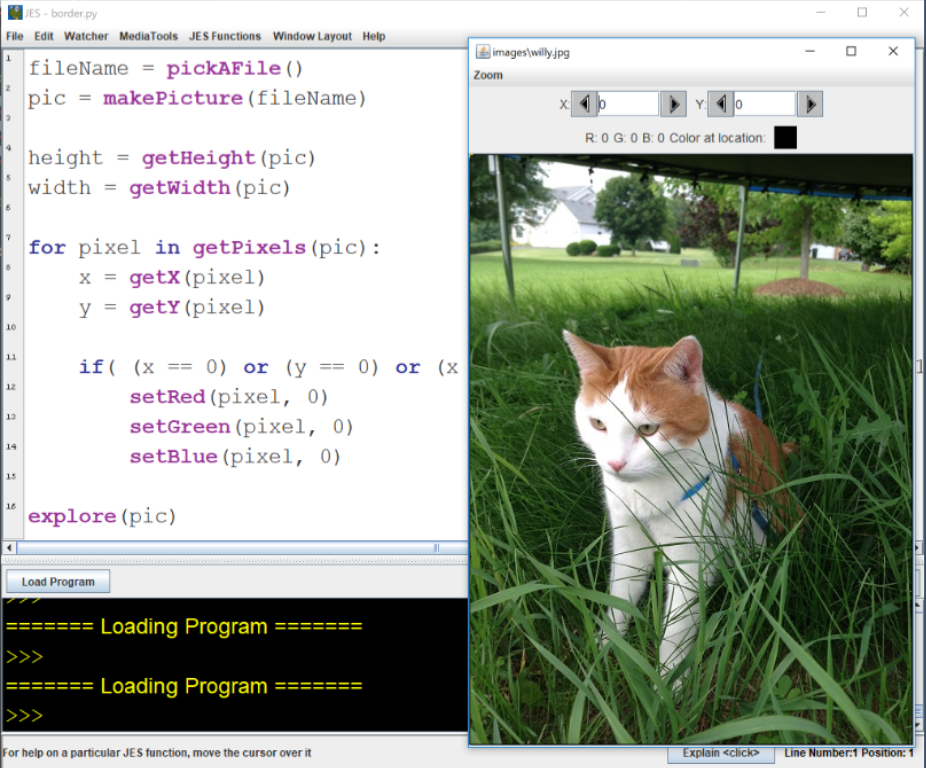 JES - border.py
File Edit Watcher MediaTools JES Functions Window Layout Help
1 fileName = pickAFile()
2 pic = makePicture(fileName)
3
4 height = getHeight(pic)
5 width = getWidth(pic)
6
7 for pixel in getPixels(pic):
8 x = getX(pixel)
9 y = getY(pixel)
10
11 if( (x == 0) or (y == 0) or (x
12 setRed(pixel, 0)
13 setGreen(pixel, 0)
14 setBlue(pixel, 0)
15
16 explore(pic)
Load Program
>>>
======= Loading Program =======
>>>
======= Loading Program =======
>>>
For help on a particular JES function, move the cursor over it
Explain <click> Line Number:1 Position: 1
images\willy.jpg
Zoom
X: 0 Y: 0
R: 0 G: 0 B: 0 Color at location: